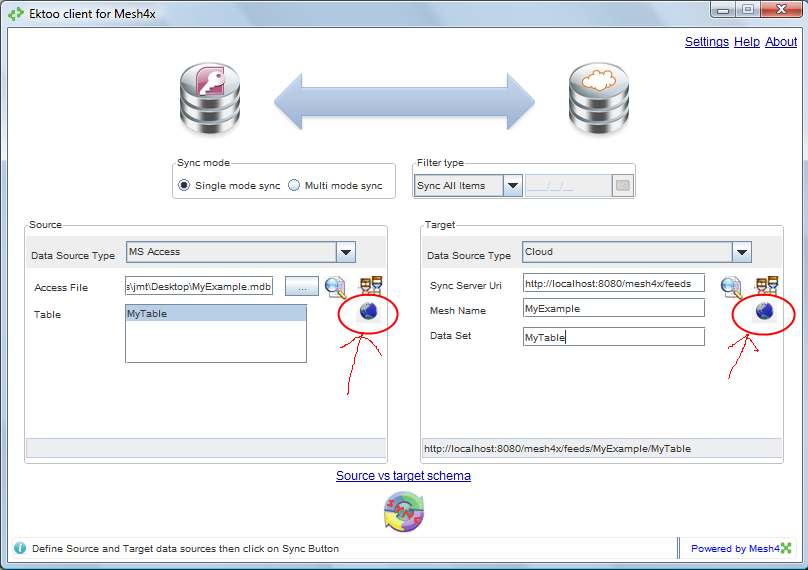 Ektoo client for Mesh4x
Settings Help About
Sync mode
Single mode sync Multi mode sync
Filter type
Sync All Items __/__/__
Source
Data Source Type MS Access
Access File s\jmt\Desktop\MyExample.mdb ...
Table MyTable
Target
Data Source Type Cloud
Sync Server Uri http://localhost:8080/mesh4x/feeds
Mesh Name MyExample
Data Set MyTable
http://localhost:8080/mesh4x/feeds/MyExample/MyTable
Source vs target schema
SYNC
Define Source and Target data sources then click on Sync Button
Powered by Mesh4X